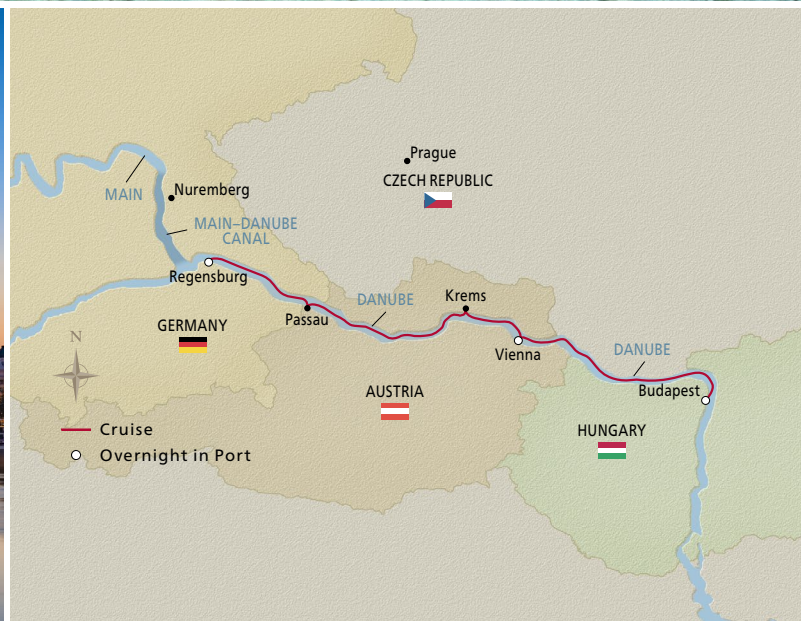 Prague
CZECH REPUBLIC
MAIN
Nuremberg
MAIN–DANUBE
CANAL
Regensburg
DANUBE
Krems
Passau
GERMANY
N
Vienna
DANUBE
AUSTRIA
Budapest
HUNGARY
Cruise
Overnight in Port